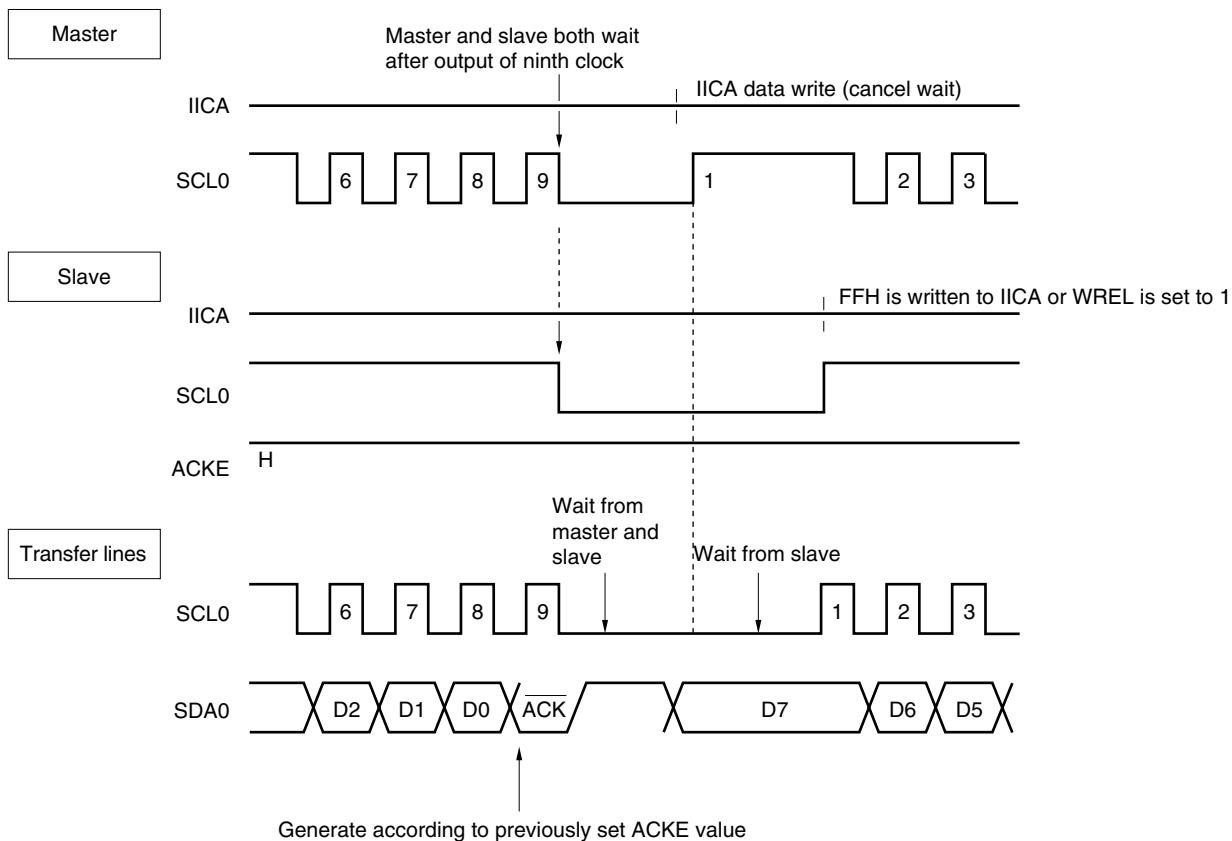 Master
Master and slave both wait
after output of ninth clock
IICA data write (cancel wait)
IICA
SCL0
6 7 8 9 1 2 3
Slave
FFH is written to IICA or WREL is set to 1
IICA
SCL0
H
ACKE
Wait from
master and
slave
Wait from slave
Transfer lines
SCL0
6 7 8 9 1 2 3
SDA0
D2 D1 D0 ACK D7 D6 D5
Generate according to previously set ACKE value